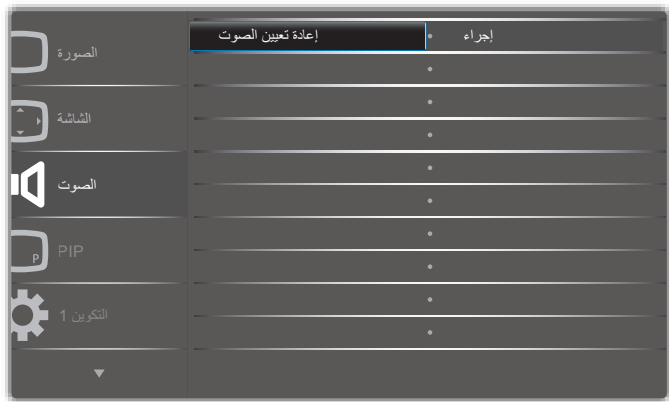 الصورة
الشاشة
الصوت
PIP
P
التكوين 1
إعادة تعيين الصوت
إجراء